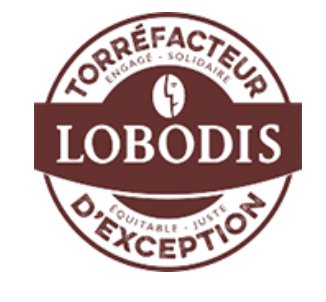 TORRÉFACTEUR
ENGAGÉ - SOLIDAIRE
LOBODIS
ÉQUITABLE - JUSTE
D'EXCEPTION